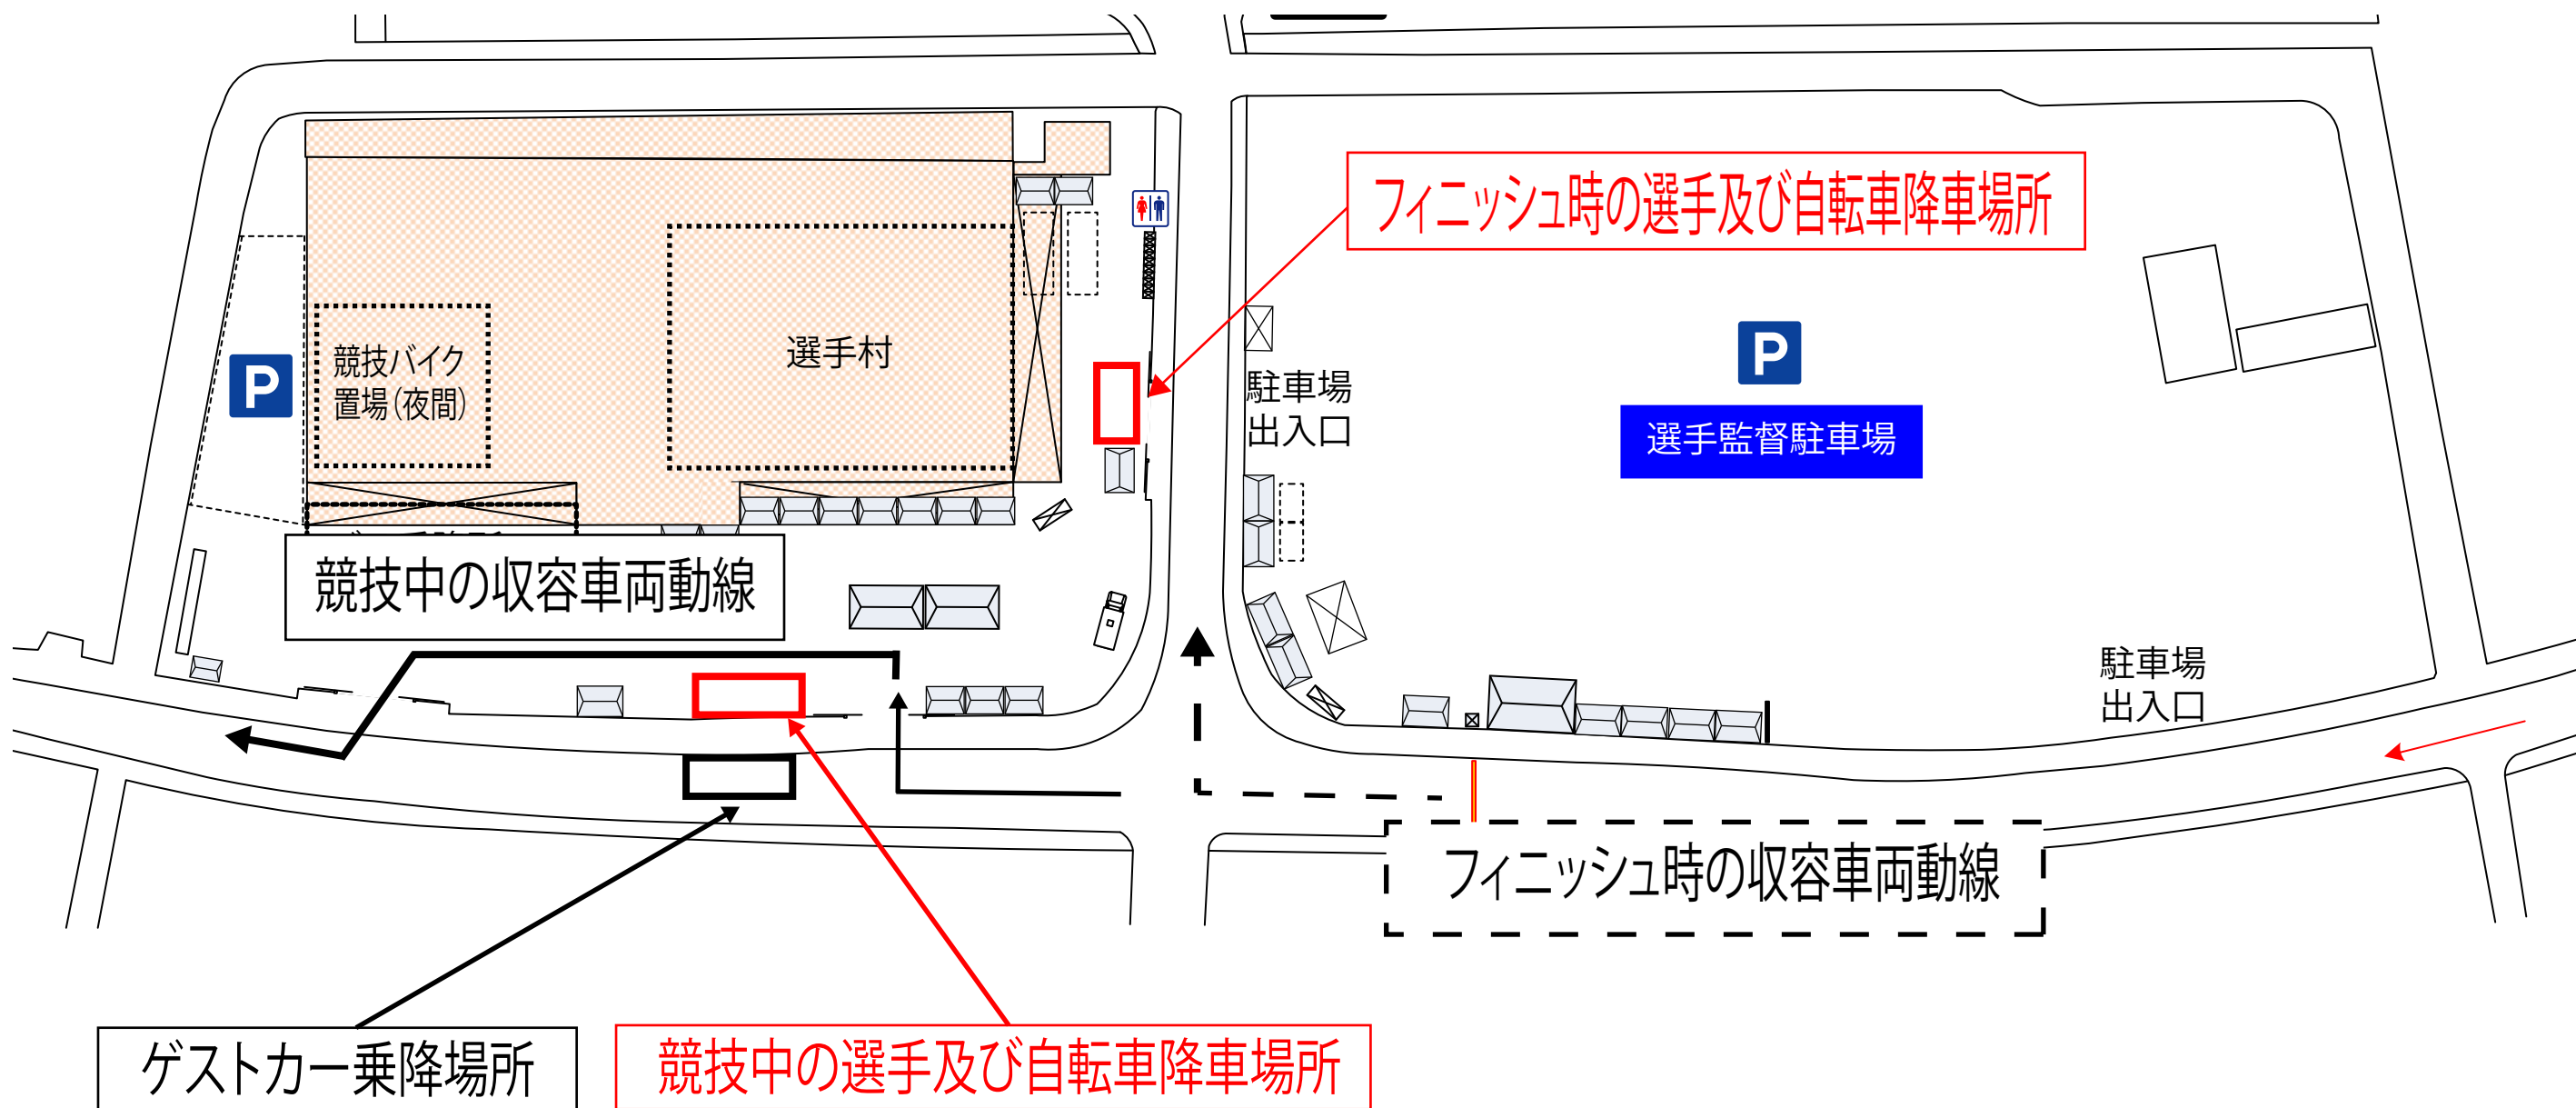 フィニッシュ時の選手及び自転車降車場所
選手村
競技バイク
置場（夜間）
P
P
駐車場
出入口
選手監督駐車場
競技中の収容車両動線
駐車場
出入口
フィニッシュ時の収容車両動線
ゲストカー乗降場所
競技中の選手及び自転車降車場所